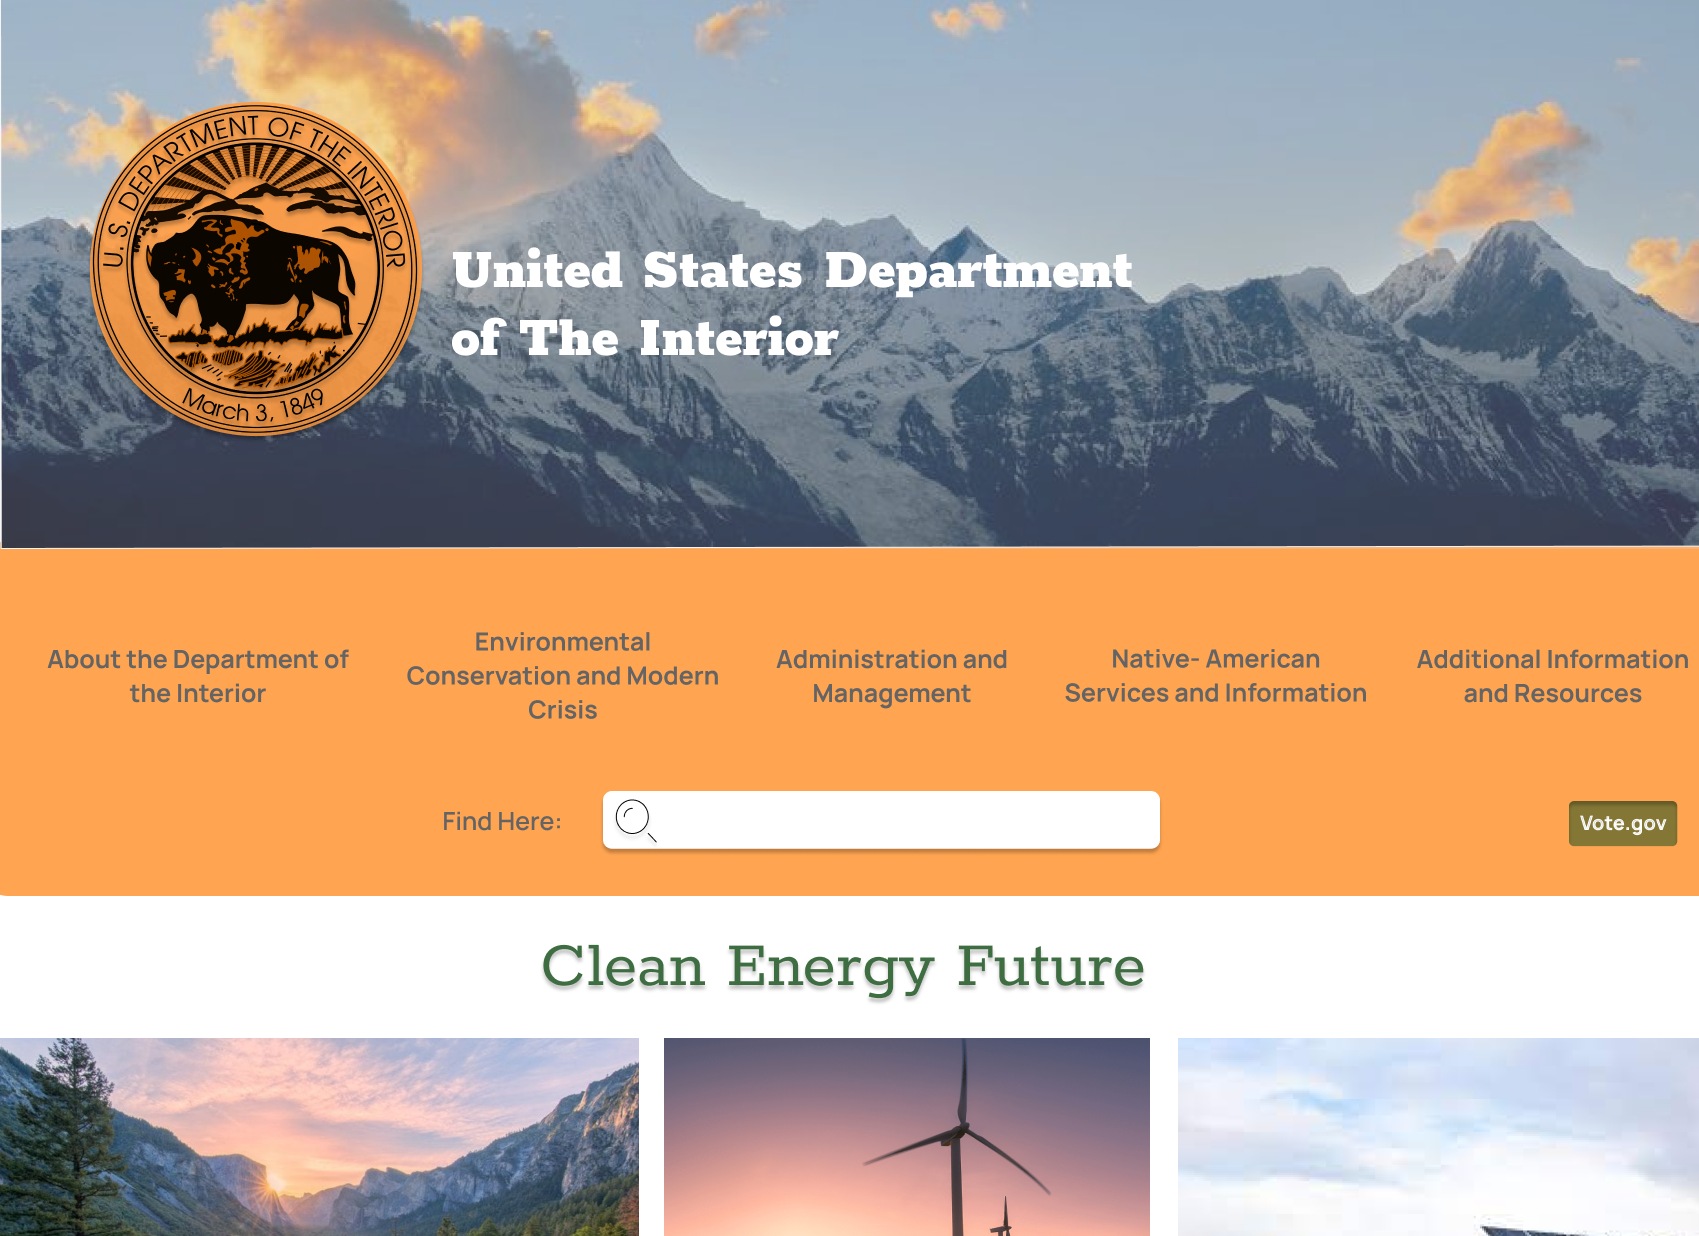 U. S. DEPARTMENT OF THE INTERIOR
March 3, 1849
United States Department
of The Interior
About the Department of
the Interior
Environmental
Conservation and Modern
Crisis
Administration and
Management
Native- American
Services and Information
Additional Information
and Resources
Find Here:
Vote.gov
Clean Energy Future